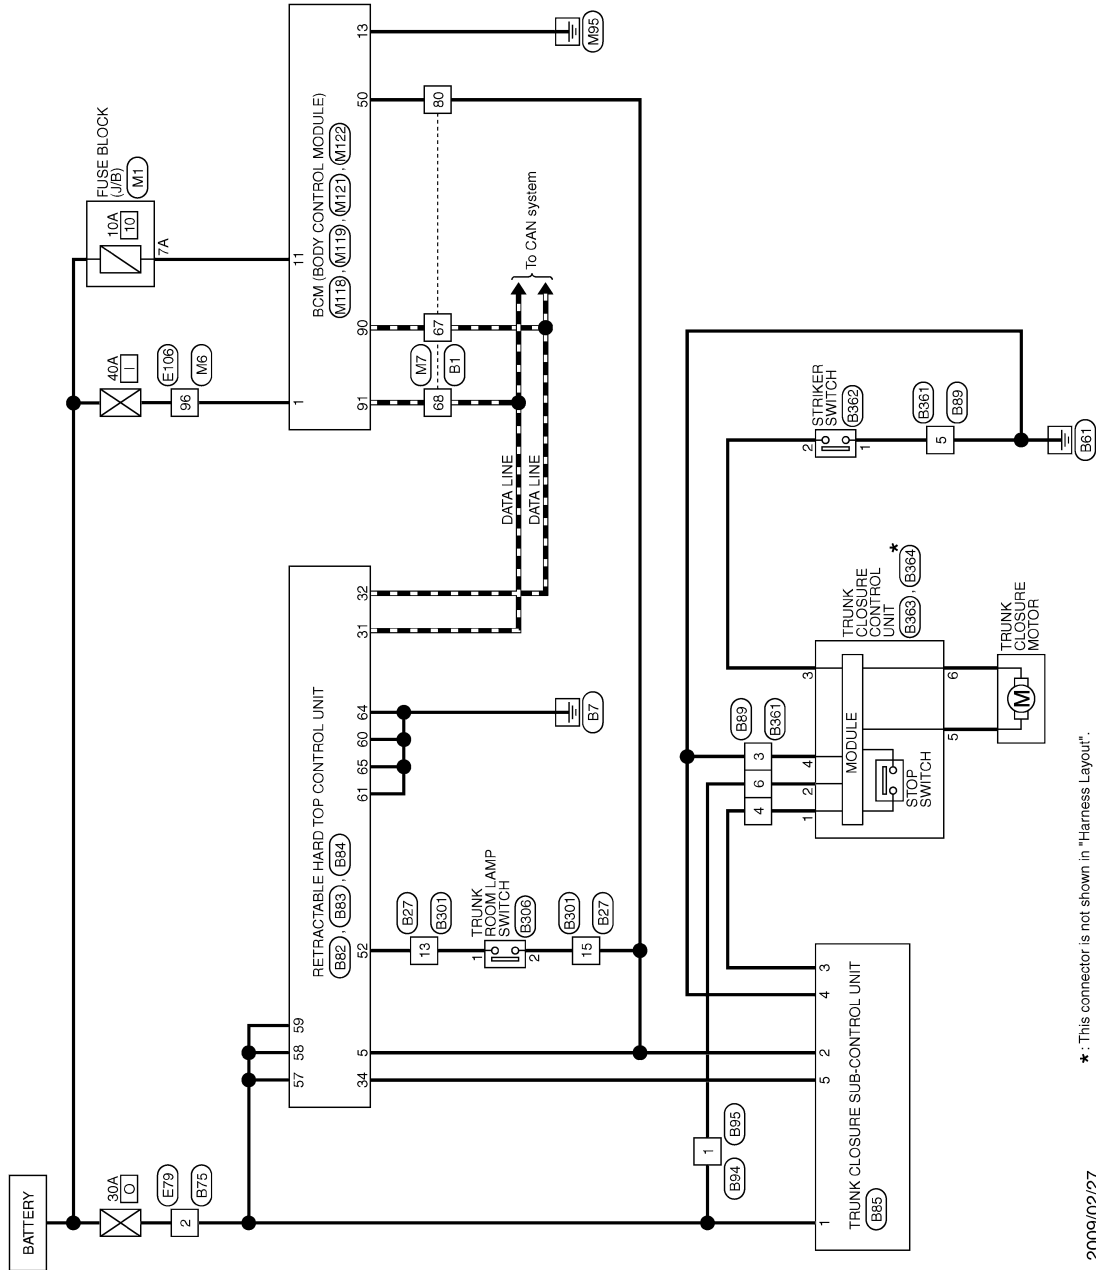 BATTERY
30A
O
E79
2
B75
40A
I
E106
96
M6
FUSE BLOCK
(J/B)
M1
10A
10
7A
57
58
59
RETRACTABLE HARD TOP CONTROL UNIT
B82 , B83 , B84
34
5
52
61
65
60
64
31
32
1
11
BCM (BODY CONTROL MODULE)
M118 , M119 , M121 , M122
91
90
50
13
M95
B27
13
B301
TRUNK
ROOM LAMP
SWITCH
1
2
B306
B301
15
B27
B7
DATA LINE
DATA LINE
M7
68
67
80
B1
To CAN system
B94
1
B95
1
5
2
4
3
TRUNK CLOSURE SUB-CONTROL UNIT
B85
B89
4
6
3
B361
1
2
4
3
MODULE
STOP
SWITCH
TRUNK
CLOSURE
CONTROL
UNIT
B363 , B364 *
5
6
TRUNK
CLOSURE
MOTOR
M
STRIKER
SWITCH
B362
2
1
B361
5
B89
B61
* : This connector is not shown in "Harness Layout".
2009/02/27